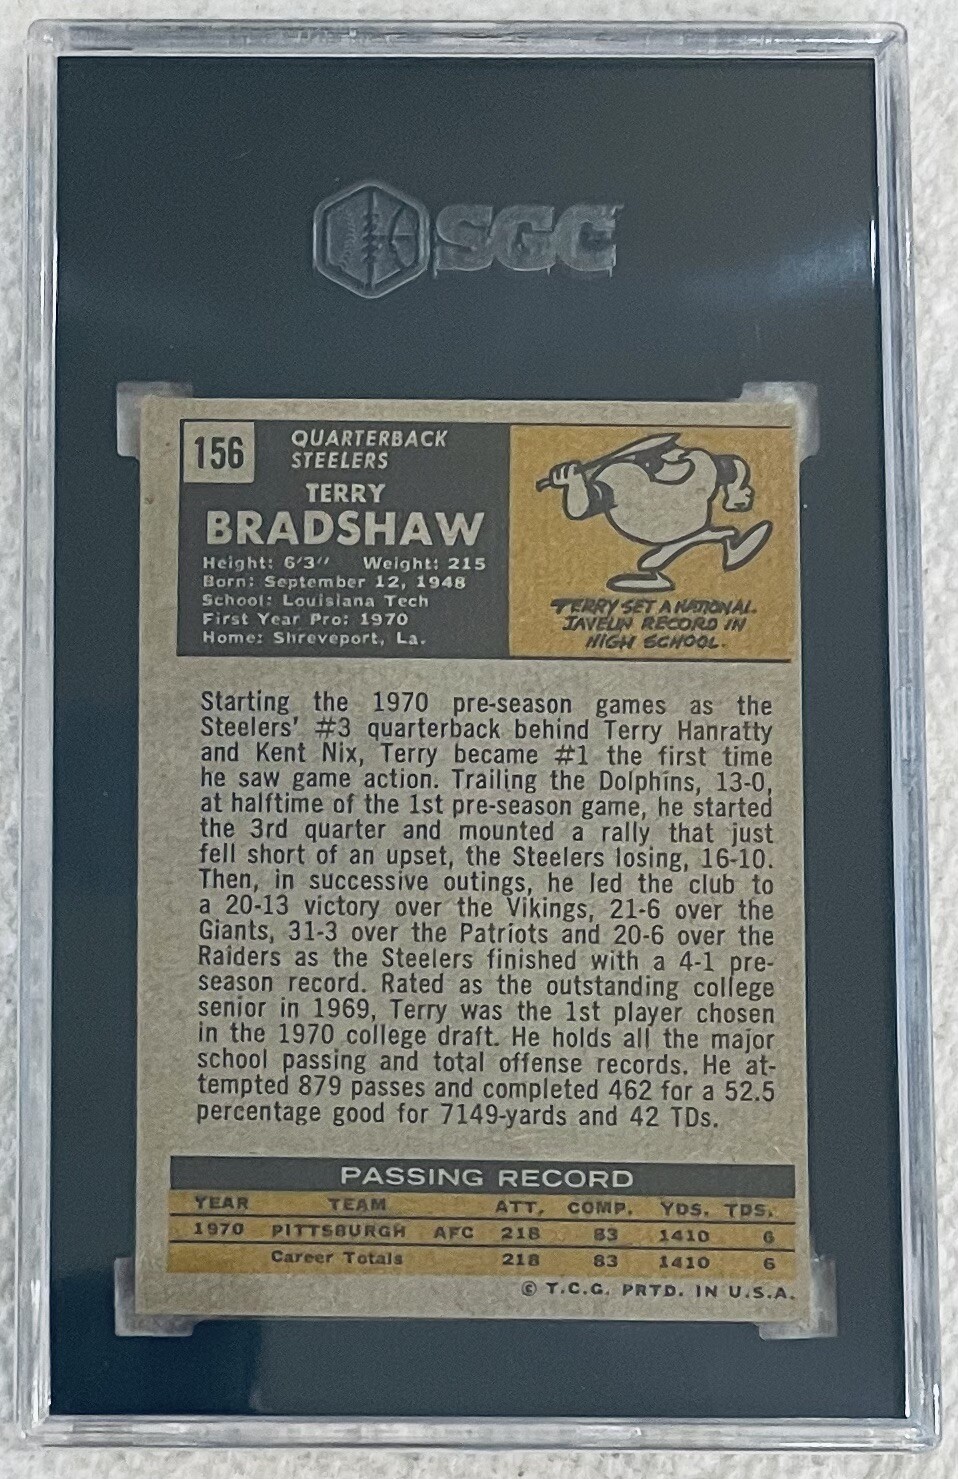 SGC
156
QUARTERBACK
STEELERS
TERRY
BRADSHAW
Height: 6'3" Weight: 215
Born: September 12, 1948
School: Louisiana Tech
First Year Pro: 1970
Home: Shreveport, La.
TERRY SET A NATIONAL
JAVELIN RECORD IN
HIGH SCHOOL.
Starting the 1970 pre-season games as the
Steelers' #3 quarterback behind Terry Hanratty
and Kent Nix, Terry became #1 the first time
he saw game action. Trailing the Dolphins, 13-0,
at halftime of the 1st pre-season game, he started
the 3rd quarter and mounted a rally that just
fell short of an upset, the Steelers losing, 16-10.
Then, in successive outings, he led the club to
a 20-13 victory over the Vikings, 21-6 over the
Giants, 31-3 over the Patriots and 20-6 over the
Raiders as the Steelers finished with a 4-1 pre-
season record. Rated as the outstanding college
senior in 1969, Terry was the 1st player chosen
in the 1970 college draft. He holds all the major
school passing and total offense records. He at-
tempted 879 passes and completed 462 for a 52.5
percentage good for 7149-yards and 42 TDs.
PASSING RECORD
YEAR TEAM ATT. COMP. YDS. TDS.
1970 PITTSBURGH AFC 218 83 1410 6
Career Totals 218 83 1410 6
© T.C.G. PRTD. IN U.S.A.